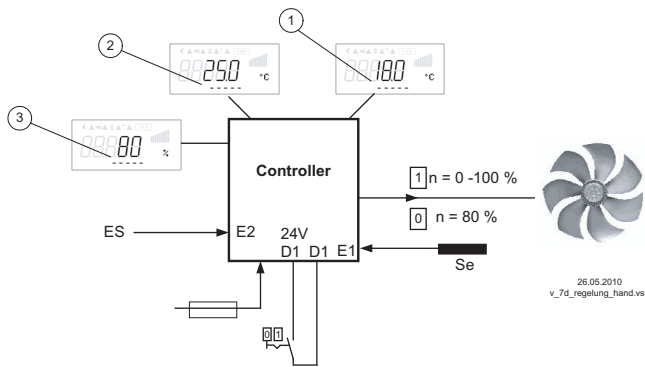 1
2
25.0 °C
18.0 °C
3
80 %
Controller
1 n = 0 -100 %
0 n = 80 %
ES
E2
24V
D1 D1 E1
Se
26.05.2010
v_7d_regelung_hand.vs
0 1